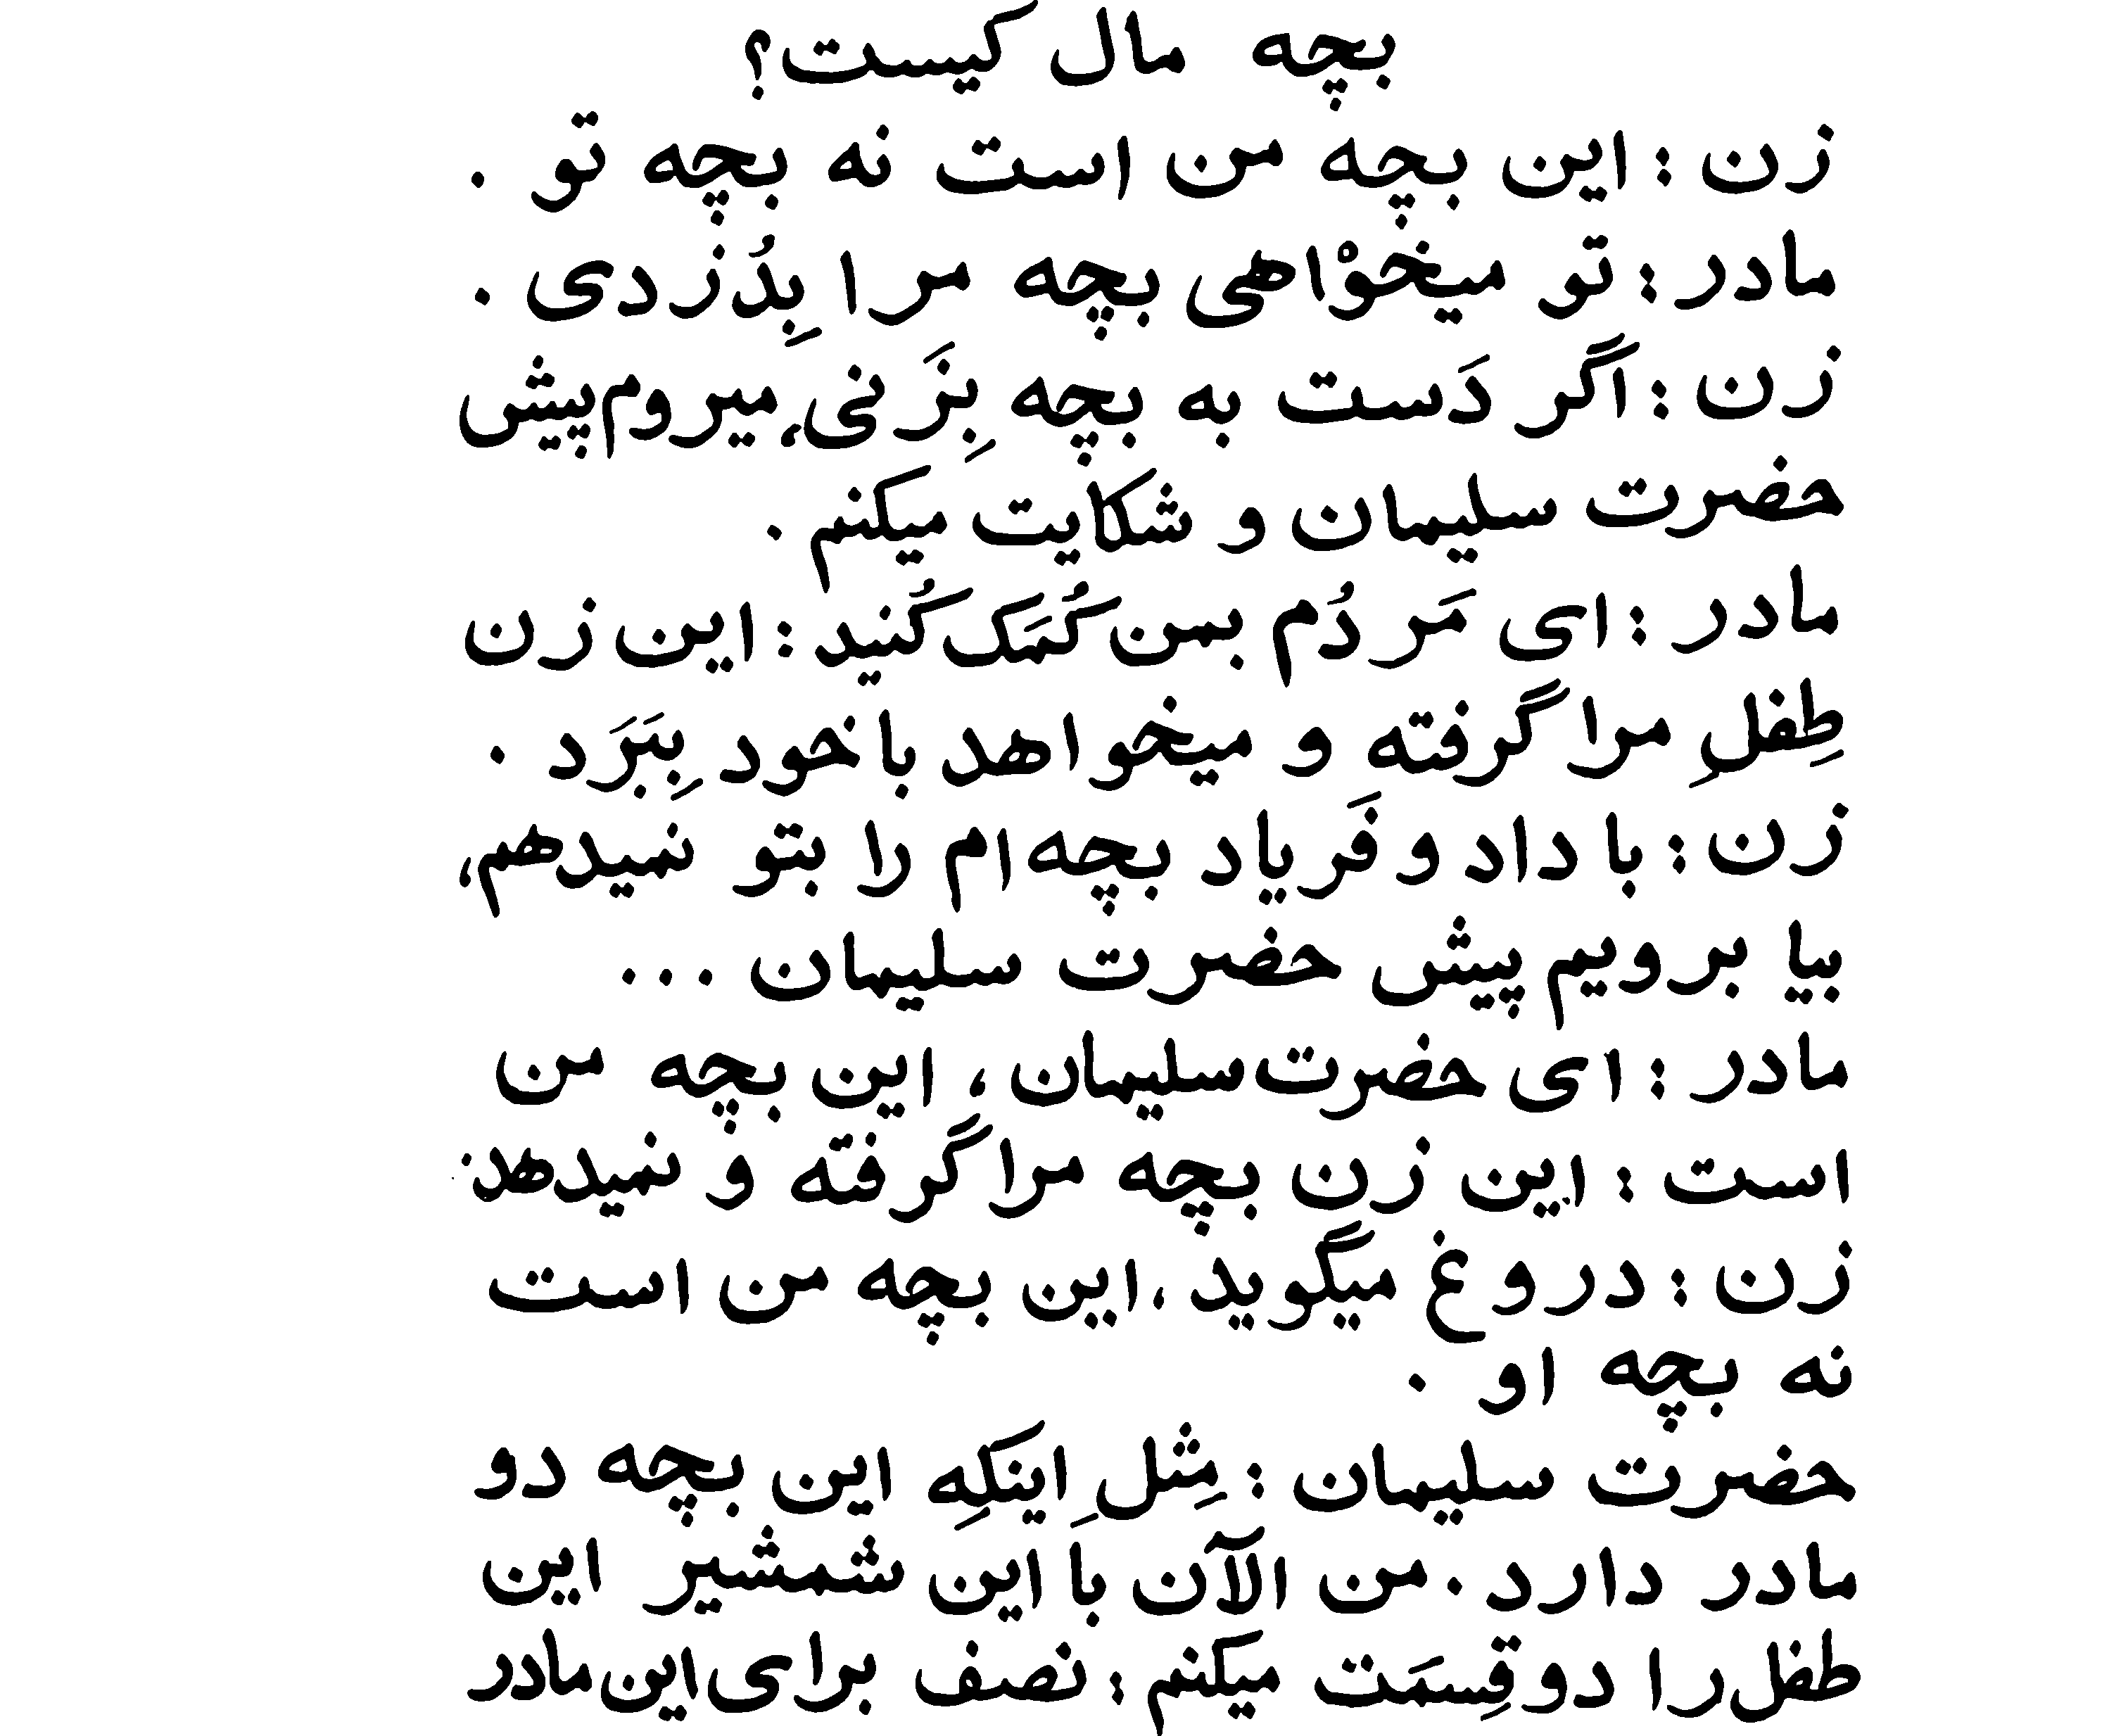 بچه مال کیست؟
زن : این بچه من است نه بچه تو .
مادر : تو میخوْاهی بچه مرا بِدُزدی .
زن : اگر دَست به بچه بِزَنی، میروم پیش
حضرت سلیمان و شکایت میکنم .
مادر : ای مَردُم بمن کُمَک کُنید : این زن
طِفلِ مرا گرفته و میخواهد با خود بِبَرَد .
زن : با داد و فَریاد بچه‌ام را بتو نمیدهم،
بیا برویم پیش حضرت سلیمان ...
مادر : ای حضرت سلیمان ، این بچه من
است : این زن بچه مرا گرفته و نمیدهد .
زن : دروغ میگوید ، این بچه من است
نه بچه او .
حضرت سلیمان : مِثلِ اینکِه این بچه دو
مادر دارد . من الآن با این شمشیر این
طفل را دو قِسمَت میکنم : نصف برای این مادر